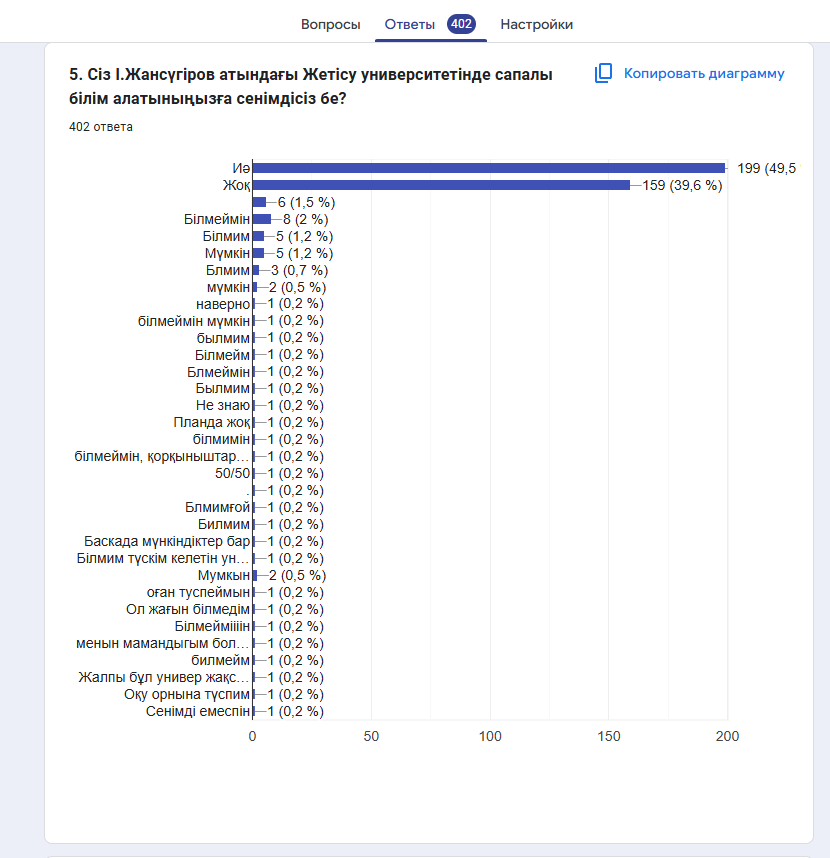 Вопросы Ответы 402 Настройки
5. Сіз І.Жансүгіров атындағы Жетісу университетінде сапалы
білім алатыныңызға сенімдісіз бе?
Копировать диаграмму
402 ответа
Иә 199 (49,5
Жоқ 159 (39,6 %)
6 (1,5 %)
Білмеймін 8 (2 %)
Білмим 5 (1,2 %)
Мүмкін 5 (1,2 %)
Блмим 3 (0,7 %)
мүмкін 2 (0,5 %)
наверно 1 (0,2 %)
білмеймін мүмкін 1 (0,2 %)
былмим 1 (0,2 %)
Білмейм 1 (0,2 %)
Блмеймін 1 (0,2 %)
Былмим 1 (0,2 %)
Не знаю 1 (0,2 %)
Планда жоқ 1 (0,2 %)
білмимін 1 (0,2 %)
білмеймін, қорқыныштар... 1 (0,2 %)
50/50 1 (0,2 %)
. 1 (0,2 %)
Блмимғой 1 (0,2 %)
Билмим 1 (0,2 %)
Баскада мүнкіндіктер бар 1 (0,2 %)
Білмим түскім келетін ун... 1 (0,2 %)
Мумкын 2 (0,5 %)
оған туспеймын 1 (0,2 %)
Ол жағын білмедім 1 (0,2 %)
Білмеймііін 1 (0,2 %)
менын мамандыгым бол... 1 (0,2 %)
билмейм 1 (0,2 %)
Жалпы бұл универ жақс... 1 (0,2 %)
Оқу орнына түспим 1 (0,2 %)
Сенімді емеспін 1 (0,2 %)
0 50 100 150 200